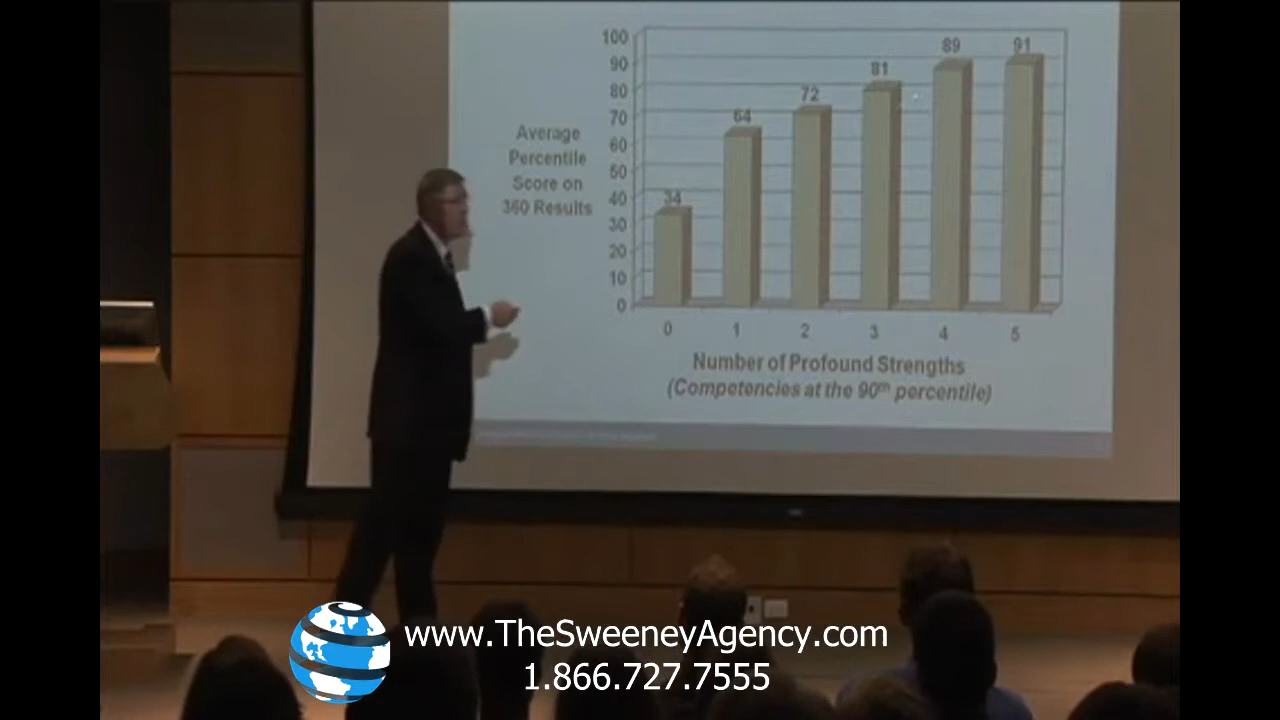 100
90
80
70
60
50
40
30
20
10
0
Average
Percentile
Score on
360 Results
34
64
72
81
89
91
0 1 2 3 4 5
Number of Profound Strengths
(Competencies at the 90th percentile)
www.TheSweeneyAgency.com
1.866.727.7555